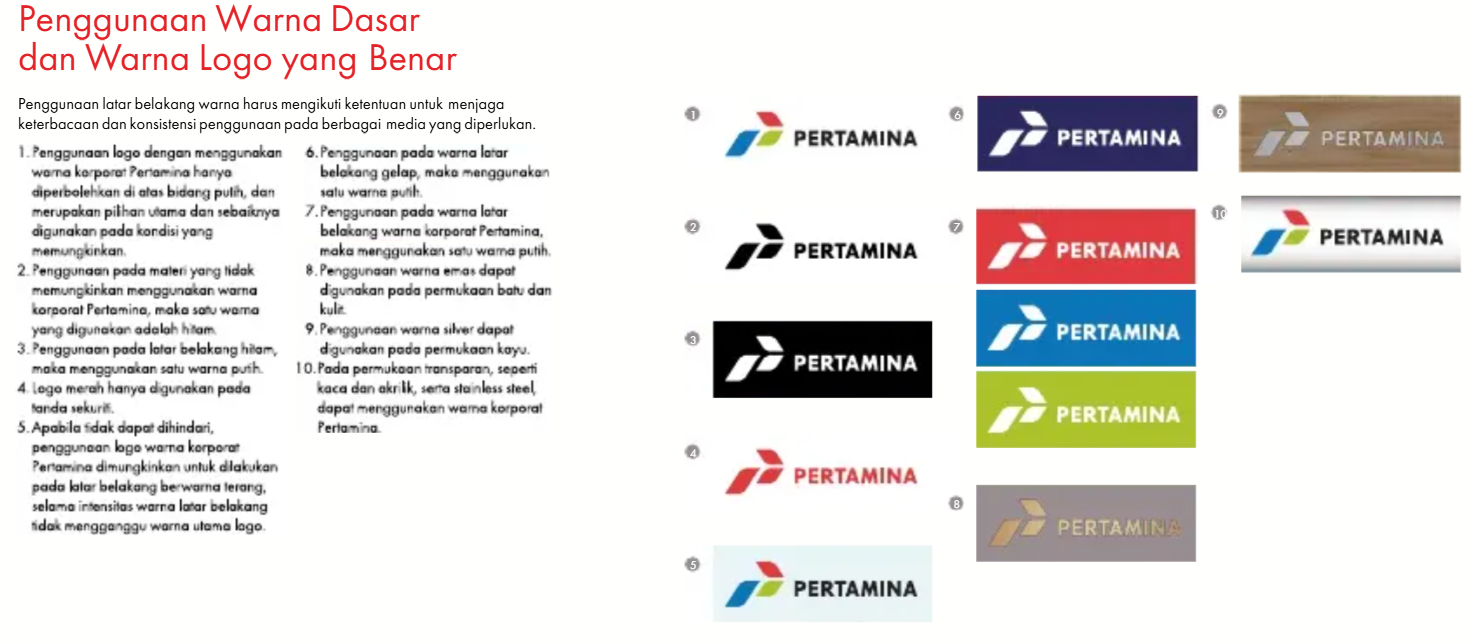 Penggunaan Warna Dasar
dan Warna Logo yang Benar
Penggunaan latar belakang warna harus mengikuti ketentuan untuk menjaga
keterbacaan dan konsistensi penggunaan pada berbagai media yang diperlukan.
1. Penggunaan logo dengan menggunakan
warna korporat Pertamina hanya
diperbolehkan di atas bidang putih, dan
merupakan pilihan utama dan sebaiknya
digunakan pada kondisi yang
memungkinkan.
2. Penggunaan pada materi yang tidak
memungkinkan menggunakan warna
korporat Pertamina, maka satu warna
yang digunakan adalah hitam.
3. Penggunaan pada latar belakang hitam,
maka menggunakan satu warna putih.
4. Logo merah hanya digunakan pada
tanda sekuriti.
5. Apabila tidak dapat dihindari,
penggunaan logo warna korporat
Pertamina dimungkinkan untuk dilakukan
pada latar belakang berwarna terang,
selama intensitas warna latar belakang
tidak mengganggu warna utama logo.
6. Penggunaan pada warna latar
belakang gelap, maka menggunakan
satu warna putih.
7. Penggunaan pada warna latar
belakang warna korporat Pertamina,
maka menggunakan satu warna putih.
8. Penggunaan warna emas dapat
digunakan pada permukaan batu dan
kulit.
9. Penggunaan warna silver dapat
digunakan pada permukaan kayu.
10. Pada permukaan transparan, seperti
kaca dan akrilik, serta stainless steel,
dapat menggunakan warna korporat
Pertamina.
1 PERTAMINA
2 PERTAMINA
3 PERTAMINA
4 PERTAMINA
5 PERTAMINA
6 PERTAMINA
7 PERTAMINA
PERTAMINA
PERTAMINA
8 PERTAMINA
9 PERTAMINA
10 PERTAMINA